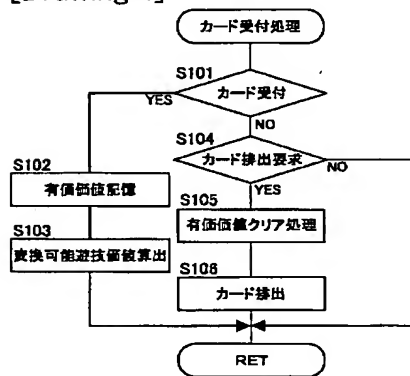 カード受付処理
S101
カード受付
YES
NO
S104
カード排出要求
NO
YES
S102
有価価値記憶
S105
有価価値クリア処理
S103
変換可能遊技価値算出
S106
カード排出
RET